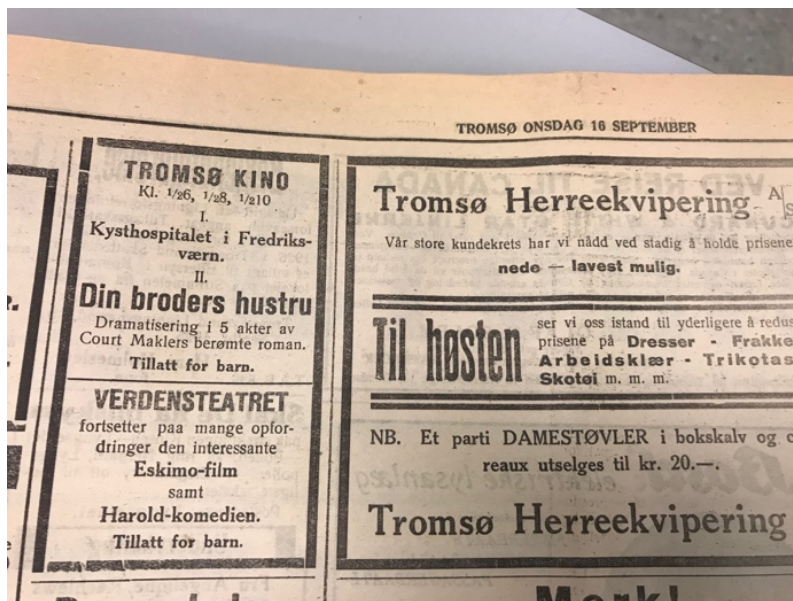 TROMSØ ONSDAG 16 SEPTEMBER
TROMSØ KINO
Kl. 1/26, 1/28, 1/210
I.
Kysthospitalet i Fredriks-
værn.
II.
Din broders hustru
Dramatisering i 5 akter av
Court Maklers berømte roman.
Tillatt for barn.
VERDENSTEATRET
fortsetter paa mange opfor-
dringer den interessante
Eskimo-film
samt
Harold-komedien.
Tillatt for barn.
Tromsø Herreekvipering A/S
Vår store kundekrets har vi nådd ved stadig å holde prisene
nede — lavest mulig.
Til høsten
ser vi oss istand til yderligere å redus
prisene på Dresser - Frakke
Arbeidsklær - Trikotas
Skotøi m. m. m.
NB. Et parti DAMESTØVLER i bokskalv og c
reaux utselges til kr. 20.—.
Tromsø Herreekvipering